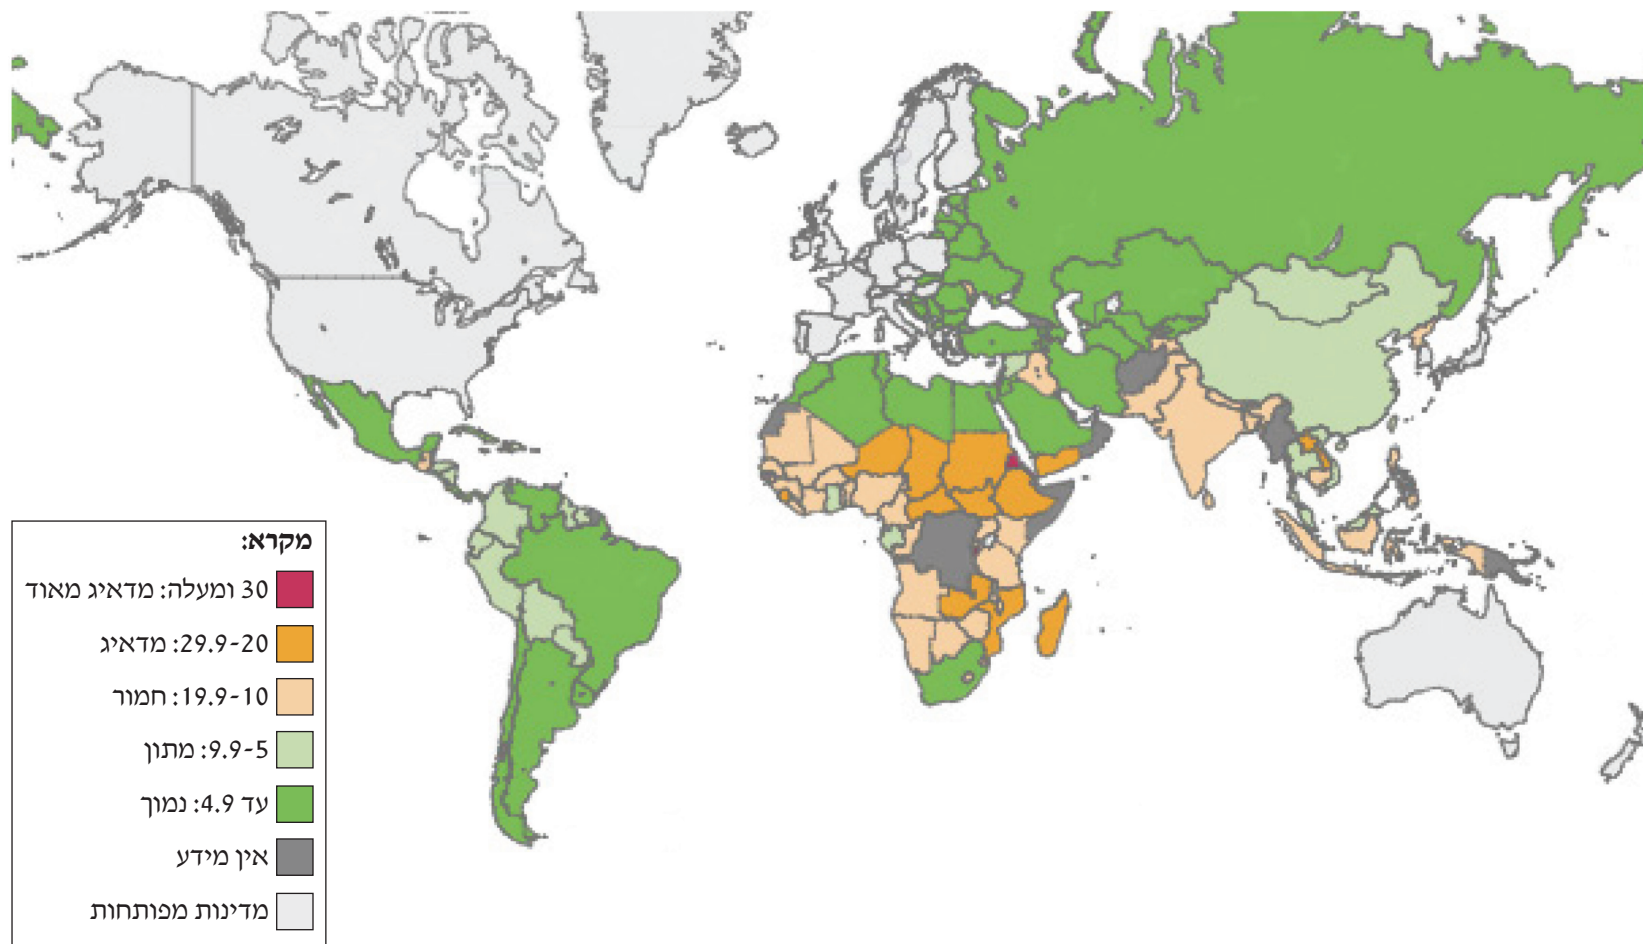 מקרא:
30 ומעלה: מדאיג מאוד
29.9-20: מדאיג
19.9-10: חמור
9.9-5: מתון
עד 4.9: נמוך
אין מידע
מדינות מפותחות